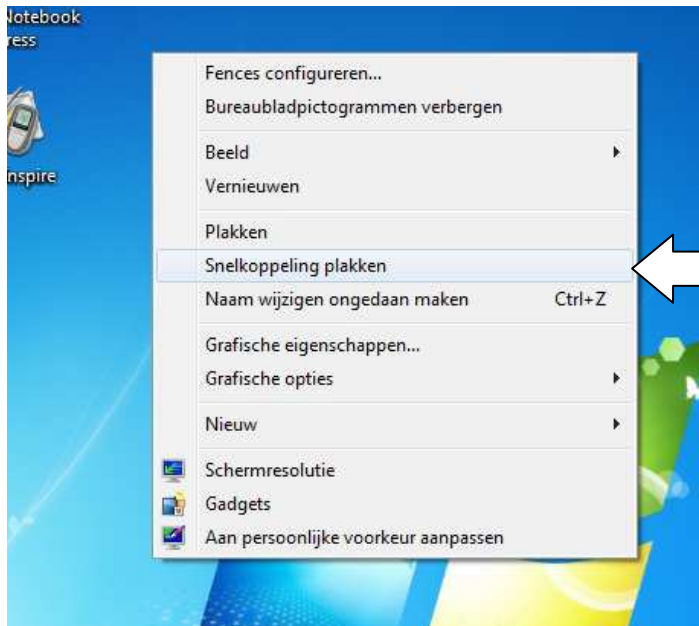 Notebook
ress
Fences configureren...
Bureaubladpictogrammen verbergen
Beeld
Vernieuwen
nspire
Plakken
Snelkoppeling plakken
Naam wijzigen ongedaan maken Ctrl+Z
Grafische eigenschappen...
Grafische opties
Nieuw
Schermresolutie
Gadgets
Aan persoonlijke voorkeur aanpassen